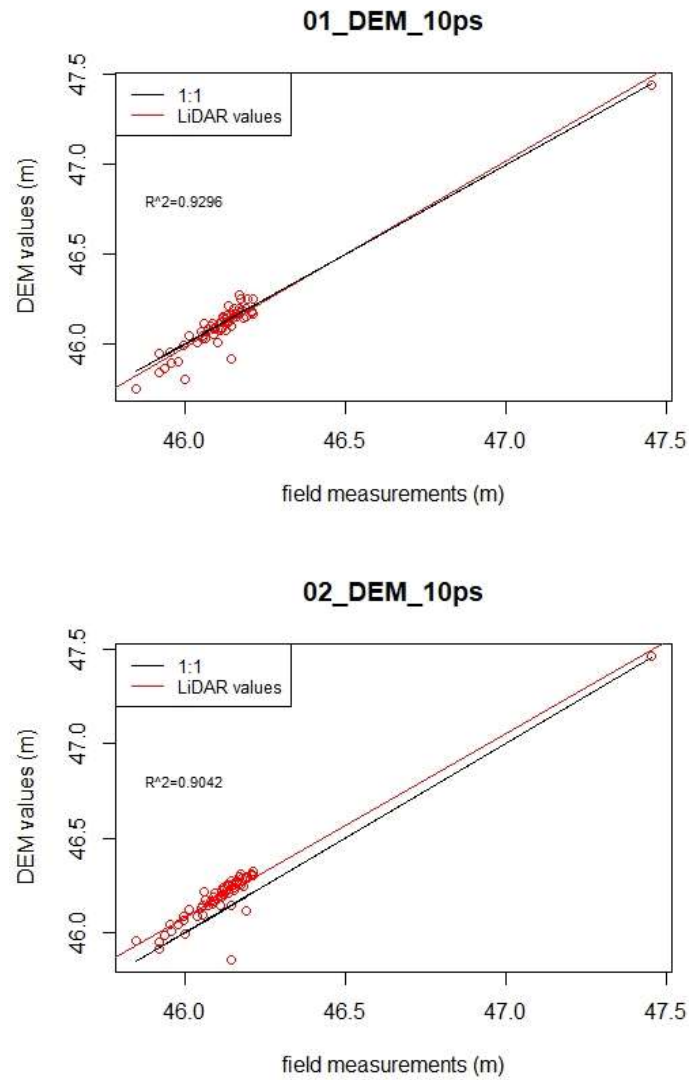 01_DEM_10ps
1:1
LiDAR values
R^2=0.9296
DEM values (m)
47.5
47.0
46.5
46.0
46.0 46.5 47.0 47.5
field measurements (m)
02_DEM_10ps
1:1
LiDAR values
R^2=0.9042
DEM values (m)
47.5
47.0
46.5
46.0
46.0 46.5 47.0 47.5
field measurements (m)